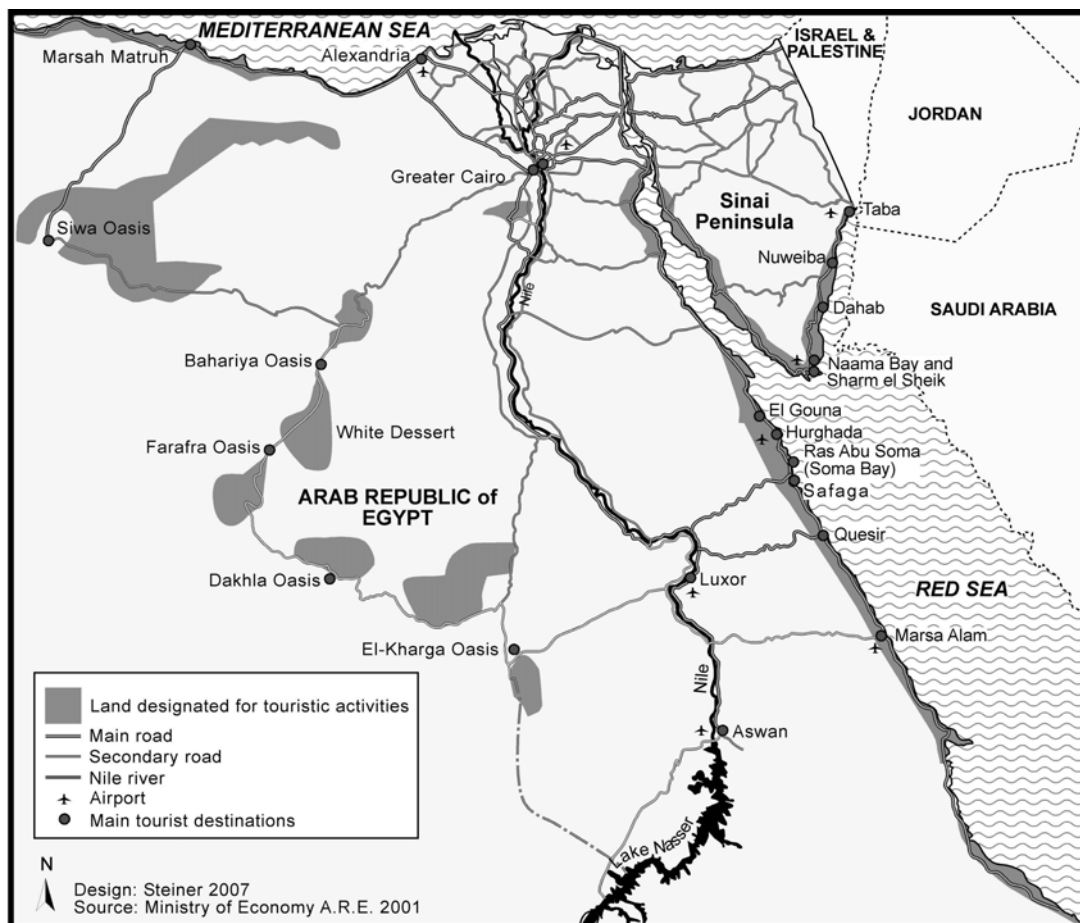 MEDITERRANEAN SEA
ISRAEL &
PALESTINE
Marsah Matruh
Alexandria
JORDAN
Greater Cairo
Sinai
Peninsula
Taba
Siwa Oasis
Nuweiba
Nile
Dahab
SAUDI ARABIA
Bahariya Oasis
Naama Bay and
Sharm el Sheik
El Gouna
White Dessert
Hurghada
Farafra Oasis
Ras Abu Soma
(Soma Bay)
Safaga
ARAB REPUBLIC of
EGYPT
Quesir
Dakhla Oasis
Luxor
RED SEA
Marsa Alam
El-Kharga Oasis
Nile
Land designated for touristic activities
Main road
Aswan
Secondary road
Nile river
Airport
Main tourist destinations
Lake Nasser
N
Design: Steiner 2007
Source: Ministry of Economy A.R.E. 2001